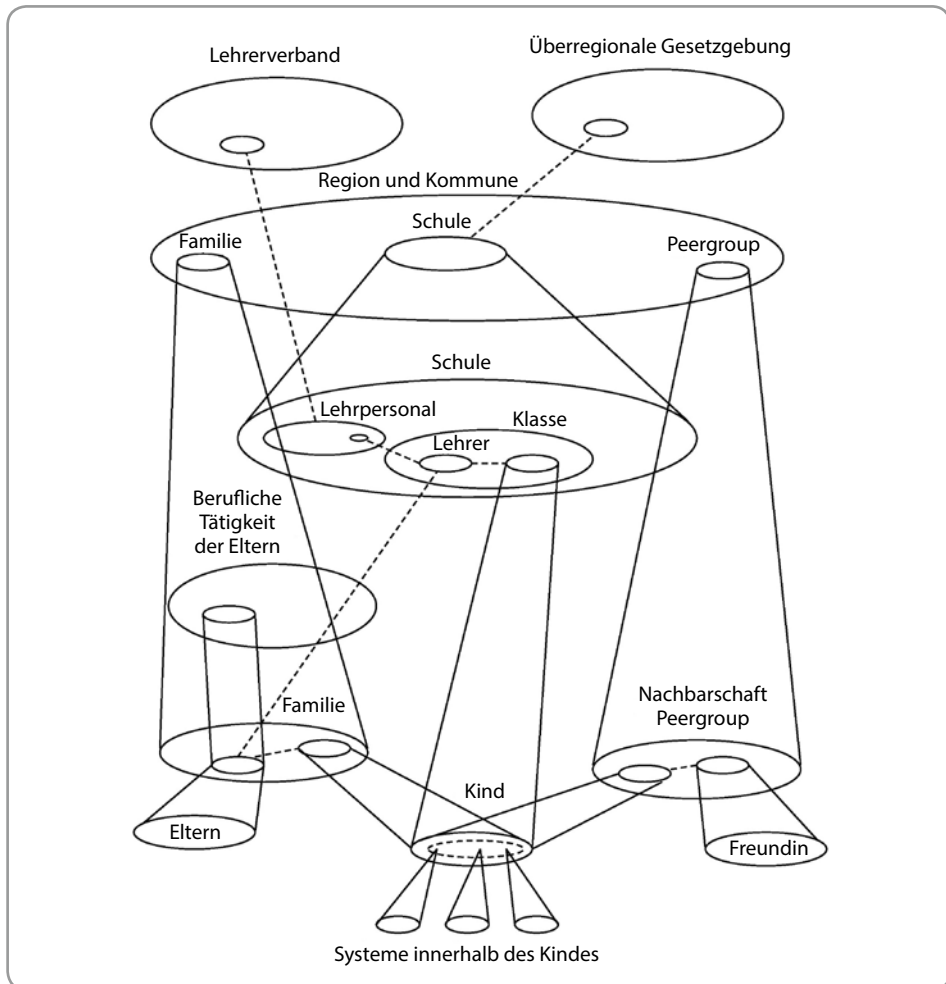 Lehrerverband
Überregionale Gesetzgebung
Region und Kommune
Familie
Schule
Peergroup
Schule
Lehrpersonal
Klasse
Lehrer
Berufliche
Tätigkeit
der Eltern
Familie
Nachbarschaft
Peergroup
Kind
Eltern
Freundin
Systeme innerhalb des Kindes